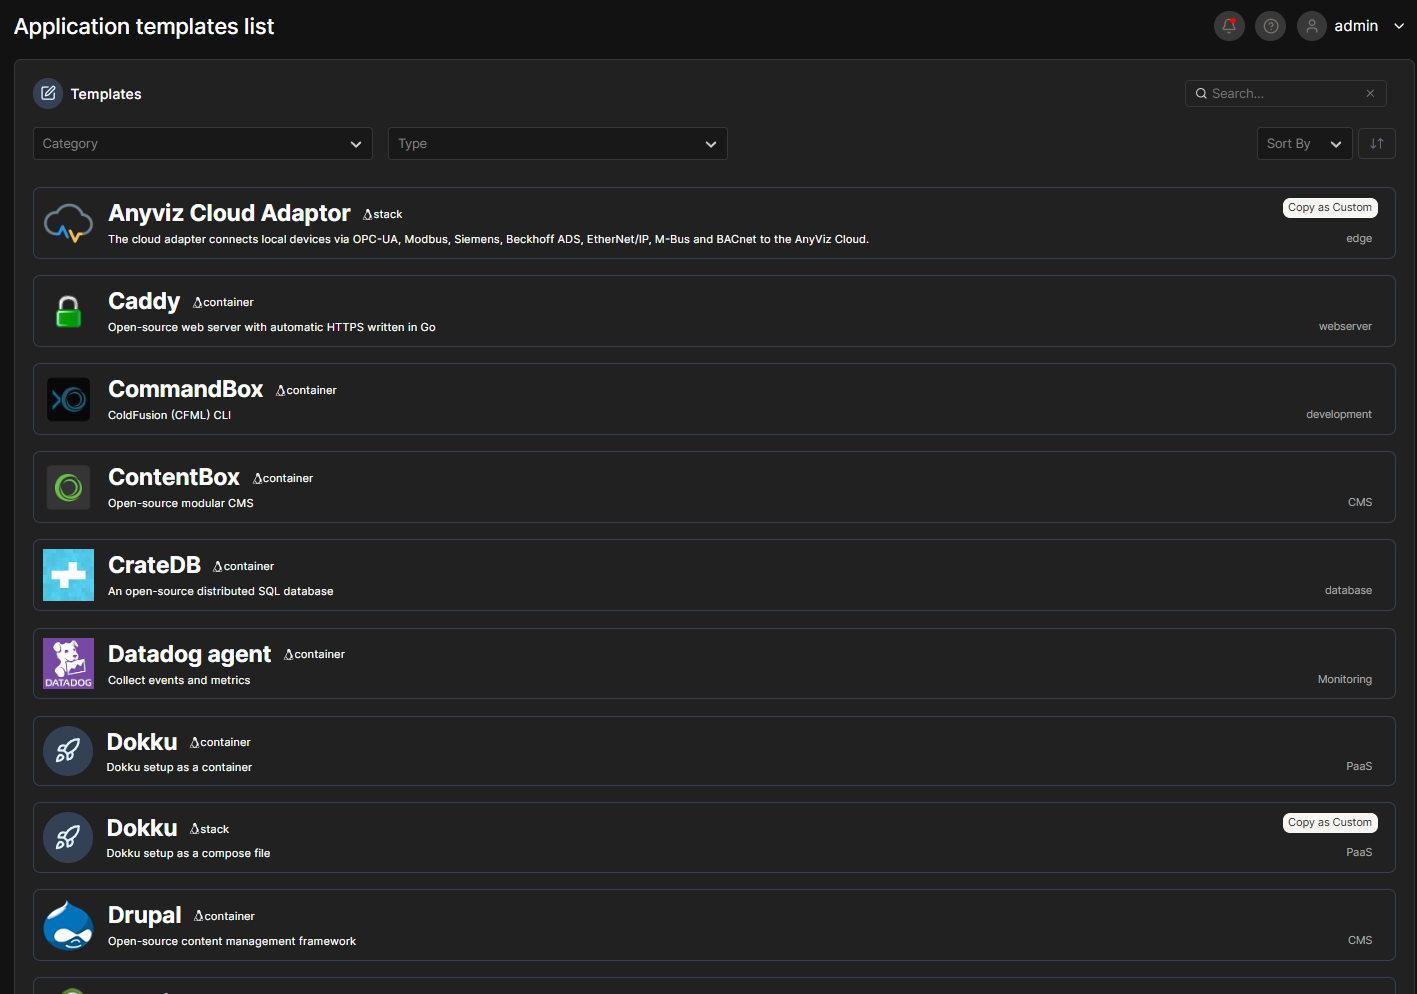 Application templates list
admin
Templates
Search...
Category
Type
Sort By
Anyviz Cloud Adaptor stack
Copy as Custom
The cloud adapter connects local devices via OPC-UA, Modbus, Siemens, Beckhoff ADS, EtherNet/IP, M-Bus and BACnet to the AnyViz Cloud.
edge
Caddy container
Open-source web server with automatic HTTPS written in Go
webserver
CommandBox container
ColdFusion (CFML) CLI
development
ContentBox container
Open-source modular CMS
CMS
CrateDB container
An open-source distributed SQL database
database
DATADOG
Datadog agent container
Collect events and metrics
Monitoring
Dokku container
Dokku setup as a container
PaaS
Dokku stack
Copy as Custom
Dokku setup as a compose file
PaaS
Drupal container
Open-source content management framework
CMS